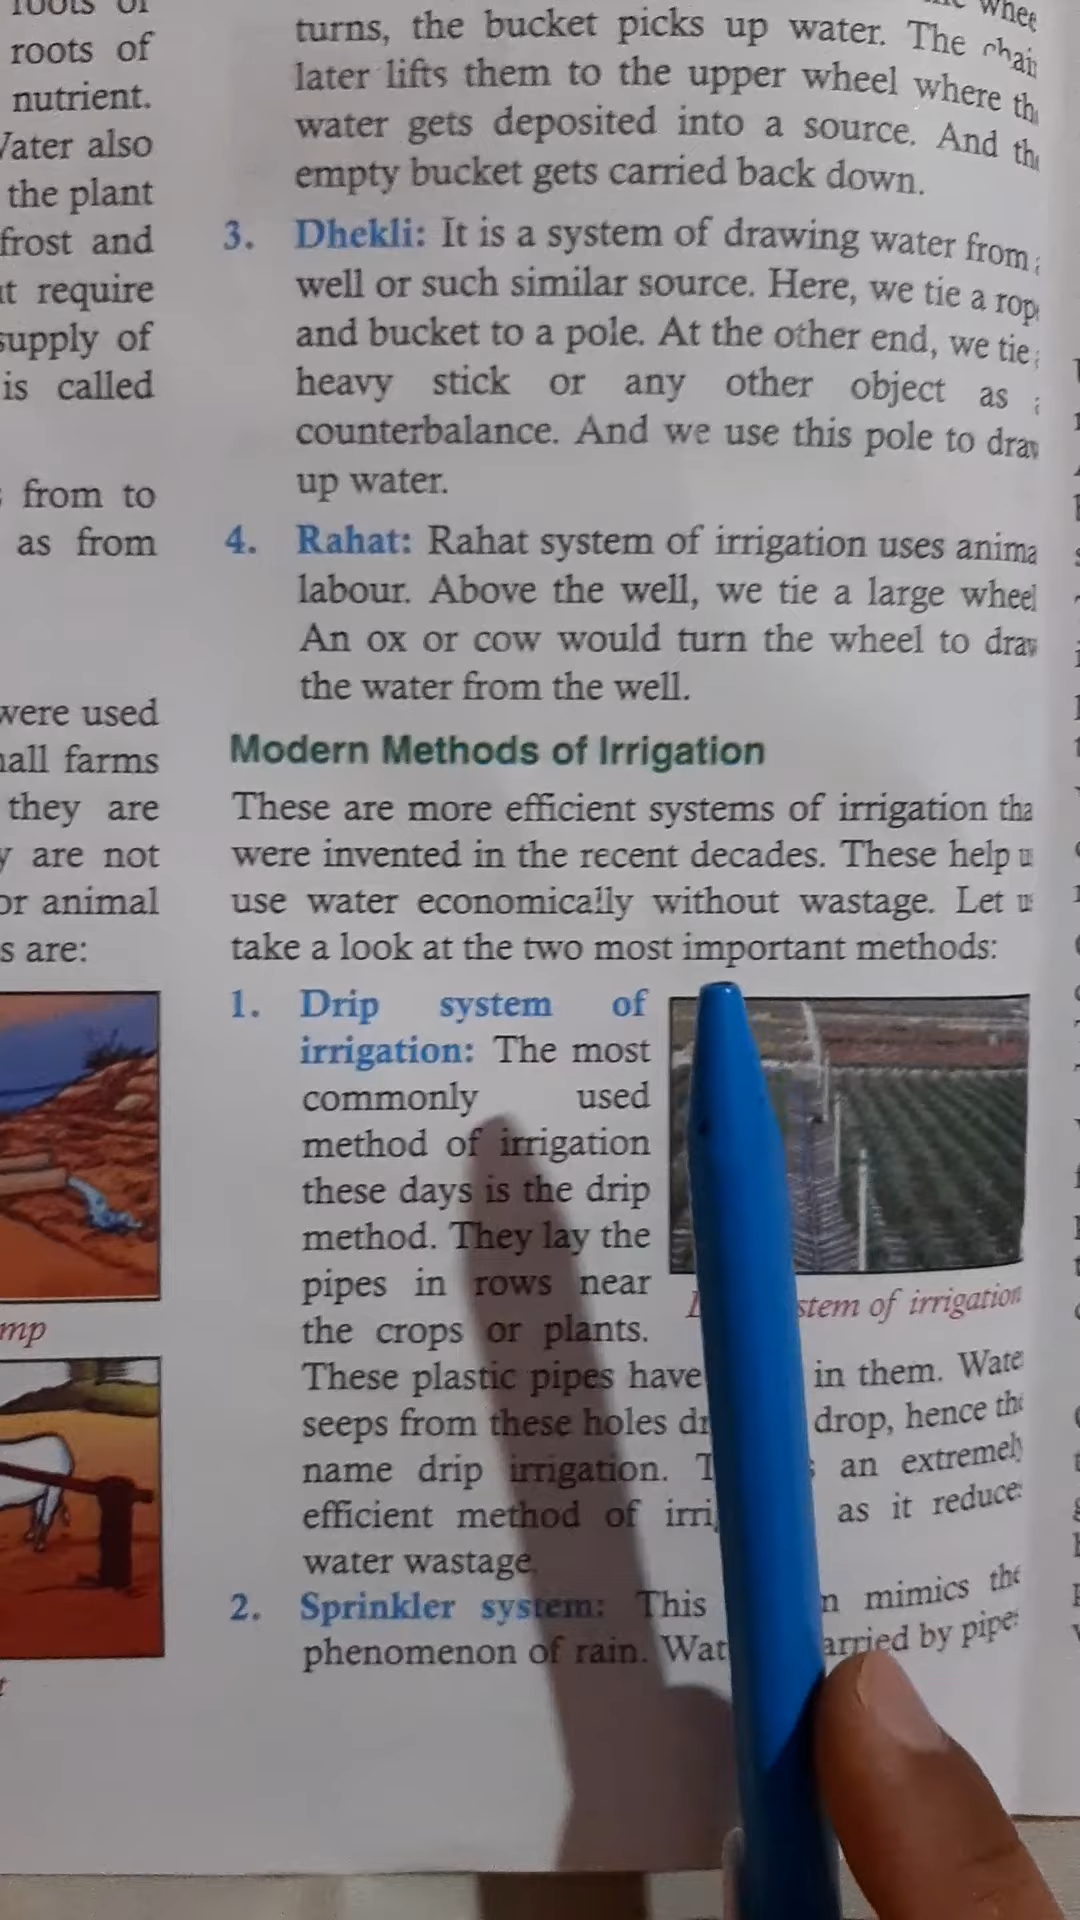 roots of
roots of
nutrient.
also
the plant
frost and
require
supply of
is called
from to
as from
were used
farms
they are
are not
or animal
are:
turns, the bucket picks up water. The
later lifts them to the upper wheel where
water gets deposited into a source. And
empty bucket gets carried back down.
3. Dhekli: It is a system of drawing water from
well or such similar source. Here, we tie a
and bucket to a pole. At the other end, we tie
heavy stick or any other object as
counterbalance. And we use this pole to
up water.
4. Rahat: Rahat system of irrigation uses
labour. Above the well, we tie a large wheel
An ox or cow would turn the wheel to
the water from the well.
Modern Methods of Irrigation
These are more efficient systems of irrigation
were invented in the recent decades. These help
use water economically without wastage. Let
take a look at the two most important methods:
1. Drip system of
irrigation: The most
commonly used
method of irrigation
these days is the drip
method. They lay the
pipes in rows near
the crops or plants.
These plastic pipes have in them.
seeps from these holes drop, hence
name drip irrigation. an
efficient method of as it
water wastage.
2. Sprinkler system: This mimics
phenomenon of rain. by
of irrigation